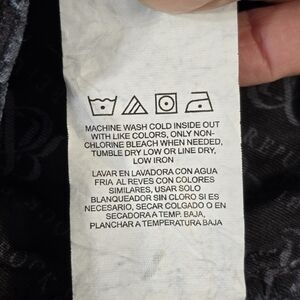 MACHINE WASH COLD INSIDE OUT
WITH LIKE COLORS, ONLY NON-
CHLORINE BLEACH WHEN NEEDED,
TUMBLE DRY LOW OR LINE DRY,
LOW IRON
LAVAR EN LAVADORA CON AGUA
FRIA AL REVES CON COLORES
SIMILARES, USAR SOLO
BLANQUEADOR SIN CLORO SI ES
NECESARIO, SECAR COLGADO O EN
SECADORA A TEMP. BAJA,
PLANCHAR A TEMPERATURA BAJA